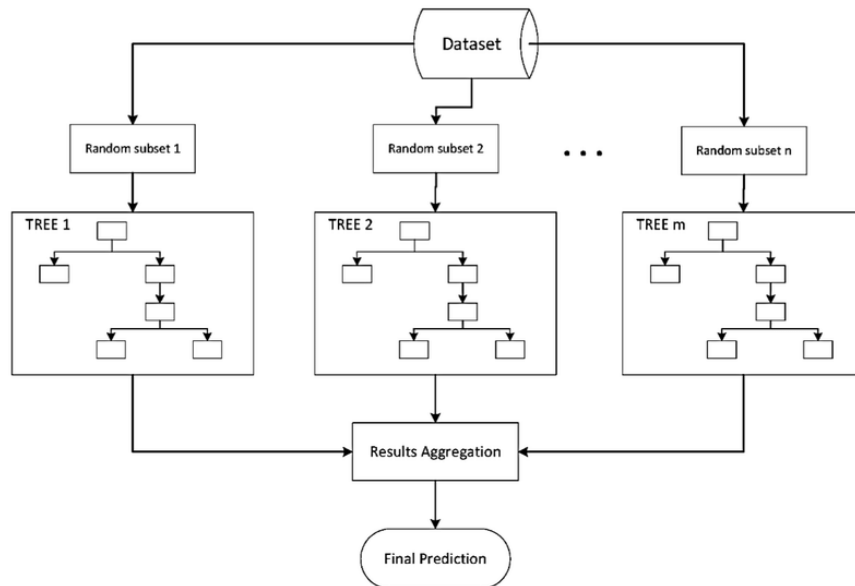 Dataset
Random subset 1
Random subset 2
. . .
Random subset n
TREE 1
TREE 2
TREE m
Results Aggregation
Final Prediction